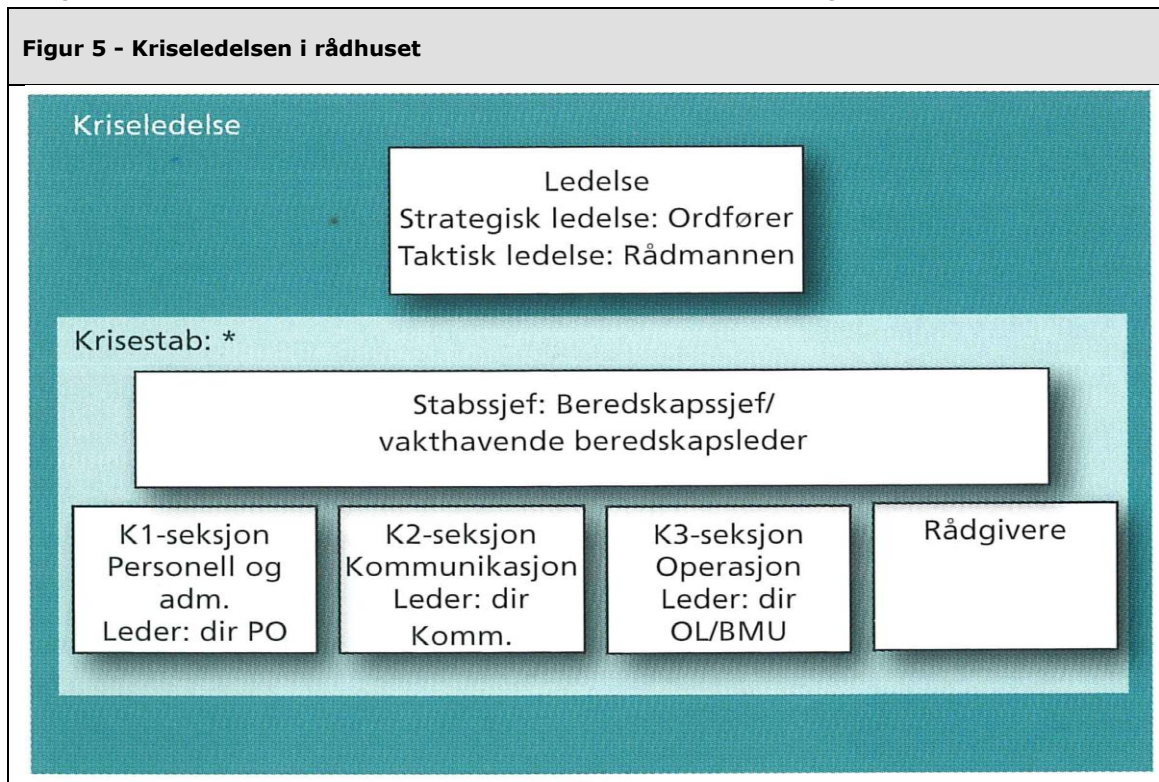 Figur 5 - Kriseledelsen i rådhuset
Kriseledelse
Ledelse
Strategisk ledelse: Ordfører
Taktisk ledelse: Rådmannen
Krisestab: *
Stabssjef: Beredskapssjef/
vakthavende beredskapsleder
K1-seksjon
Personell og
adm.
Leder: dir PO
K2-seksjon
Kommunikasjon
Leder: dir
Komm.
K3-seksjon
Operasjon
Leder: dir
OL/BMU
Rådgivere